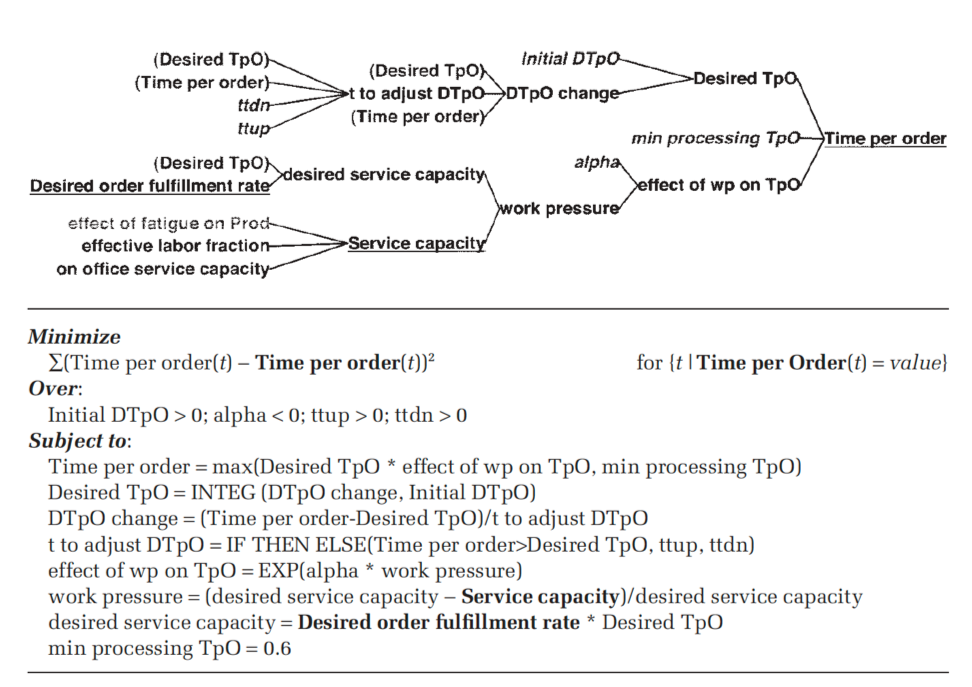 (Desired TpO)
(Time per order)
ttdn
ttup
(Desired TpO)
t to adjust DTpO
(Time per order)
Initial DTpO
DTpO change
Desired TpO
min processing TpO
Time per order
(Desired TpO)
Desired order fulfillment rate
desired service capacity
alpha
effect of wp on TpO
work pressure
effect of fatigue on Prod
effective labor fraction
on office service capacity
Service capacity
Minimize
∑(Time per order(t) – Time per order(t))² for {t | Time per Order(t) = value}
Over:
Initial DTpO > 0; alpha < 0; ttup > 0; ttdn > 0
Subject to:
Time per order = max(Desired TpO * effect of wp on TpO, min processing TpO)
Desired TpO = INTEG (DTpO change, Initial DTpO)
DTpO change = (Time per order-Desired TpO)/t to adjust DTpO
t to adjust DTpO = IF THEN ELSE(Time per order>Desired TpO, ttup, ttdn)
effect of wp on TpO = EXP(alpha * work pressure)
work pressure = (desired service capacity – Service capacity)/desired service capacity
desired service capacity = Desired order fulfillment rate * Desired TpO
min processing TpO = 0.6